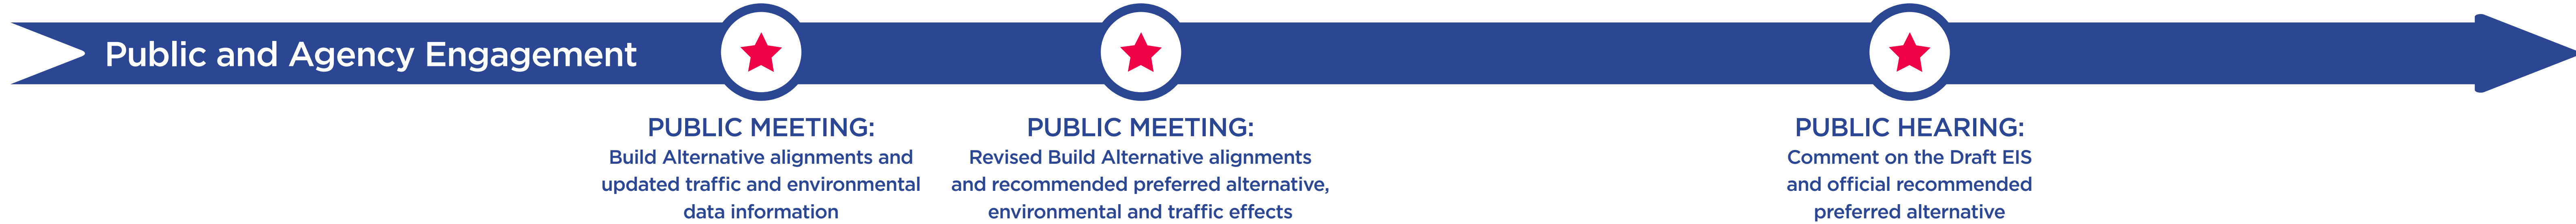 Public and Agency Engagement
PUBLIC MEETING:
Build Alternative alignments and
updated traffic and environmental
data information
PUBLIC MEETING:
Revised Build Alternative alignments
and recommended preferred alternative,
environmental and traffic effects
PUBLIC HEARING:
Comment on the Draft EIS
and official recommended
preferred alternative